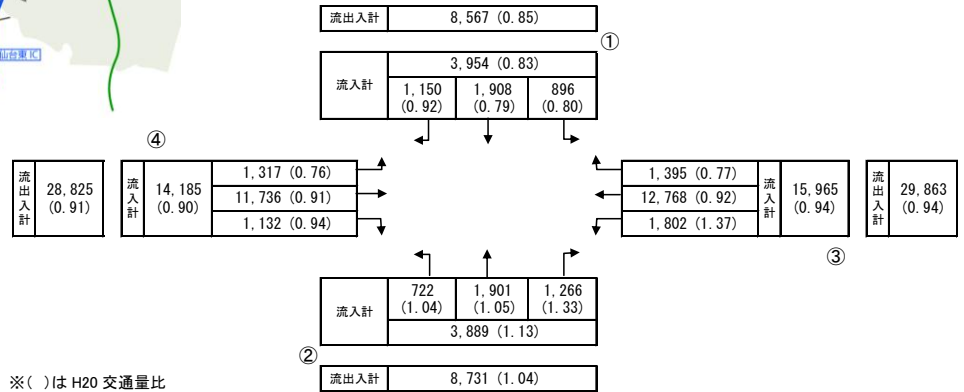 流出入計 8,567 (0.85)
①
流入計
3,954 (0.83)
1,150 1,908 896
(0.92) (0.79) (0.80)
④
流出入計
28,825
(0.91)
流入計
14,185
(0.90)
1,317 (0.76)
11,736 (0.91)
1,132 (0.94)
1,395 (0.77)
12,768 (0.92)
1,802 (1.37)
流入計
15,965
(0.94)
流出入計
29,863
(0.94)
③
流入計
722 1,901 1,266
(1.04) (1.05) (1.33)
3,889 (1.13)
②
流出入計 8,731 (1.04)
※( )は H20 交通量比